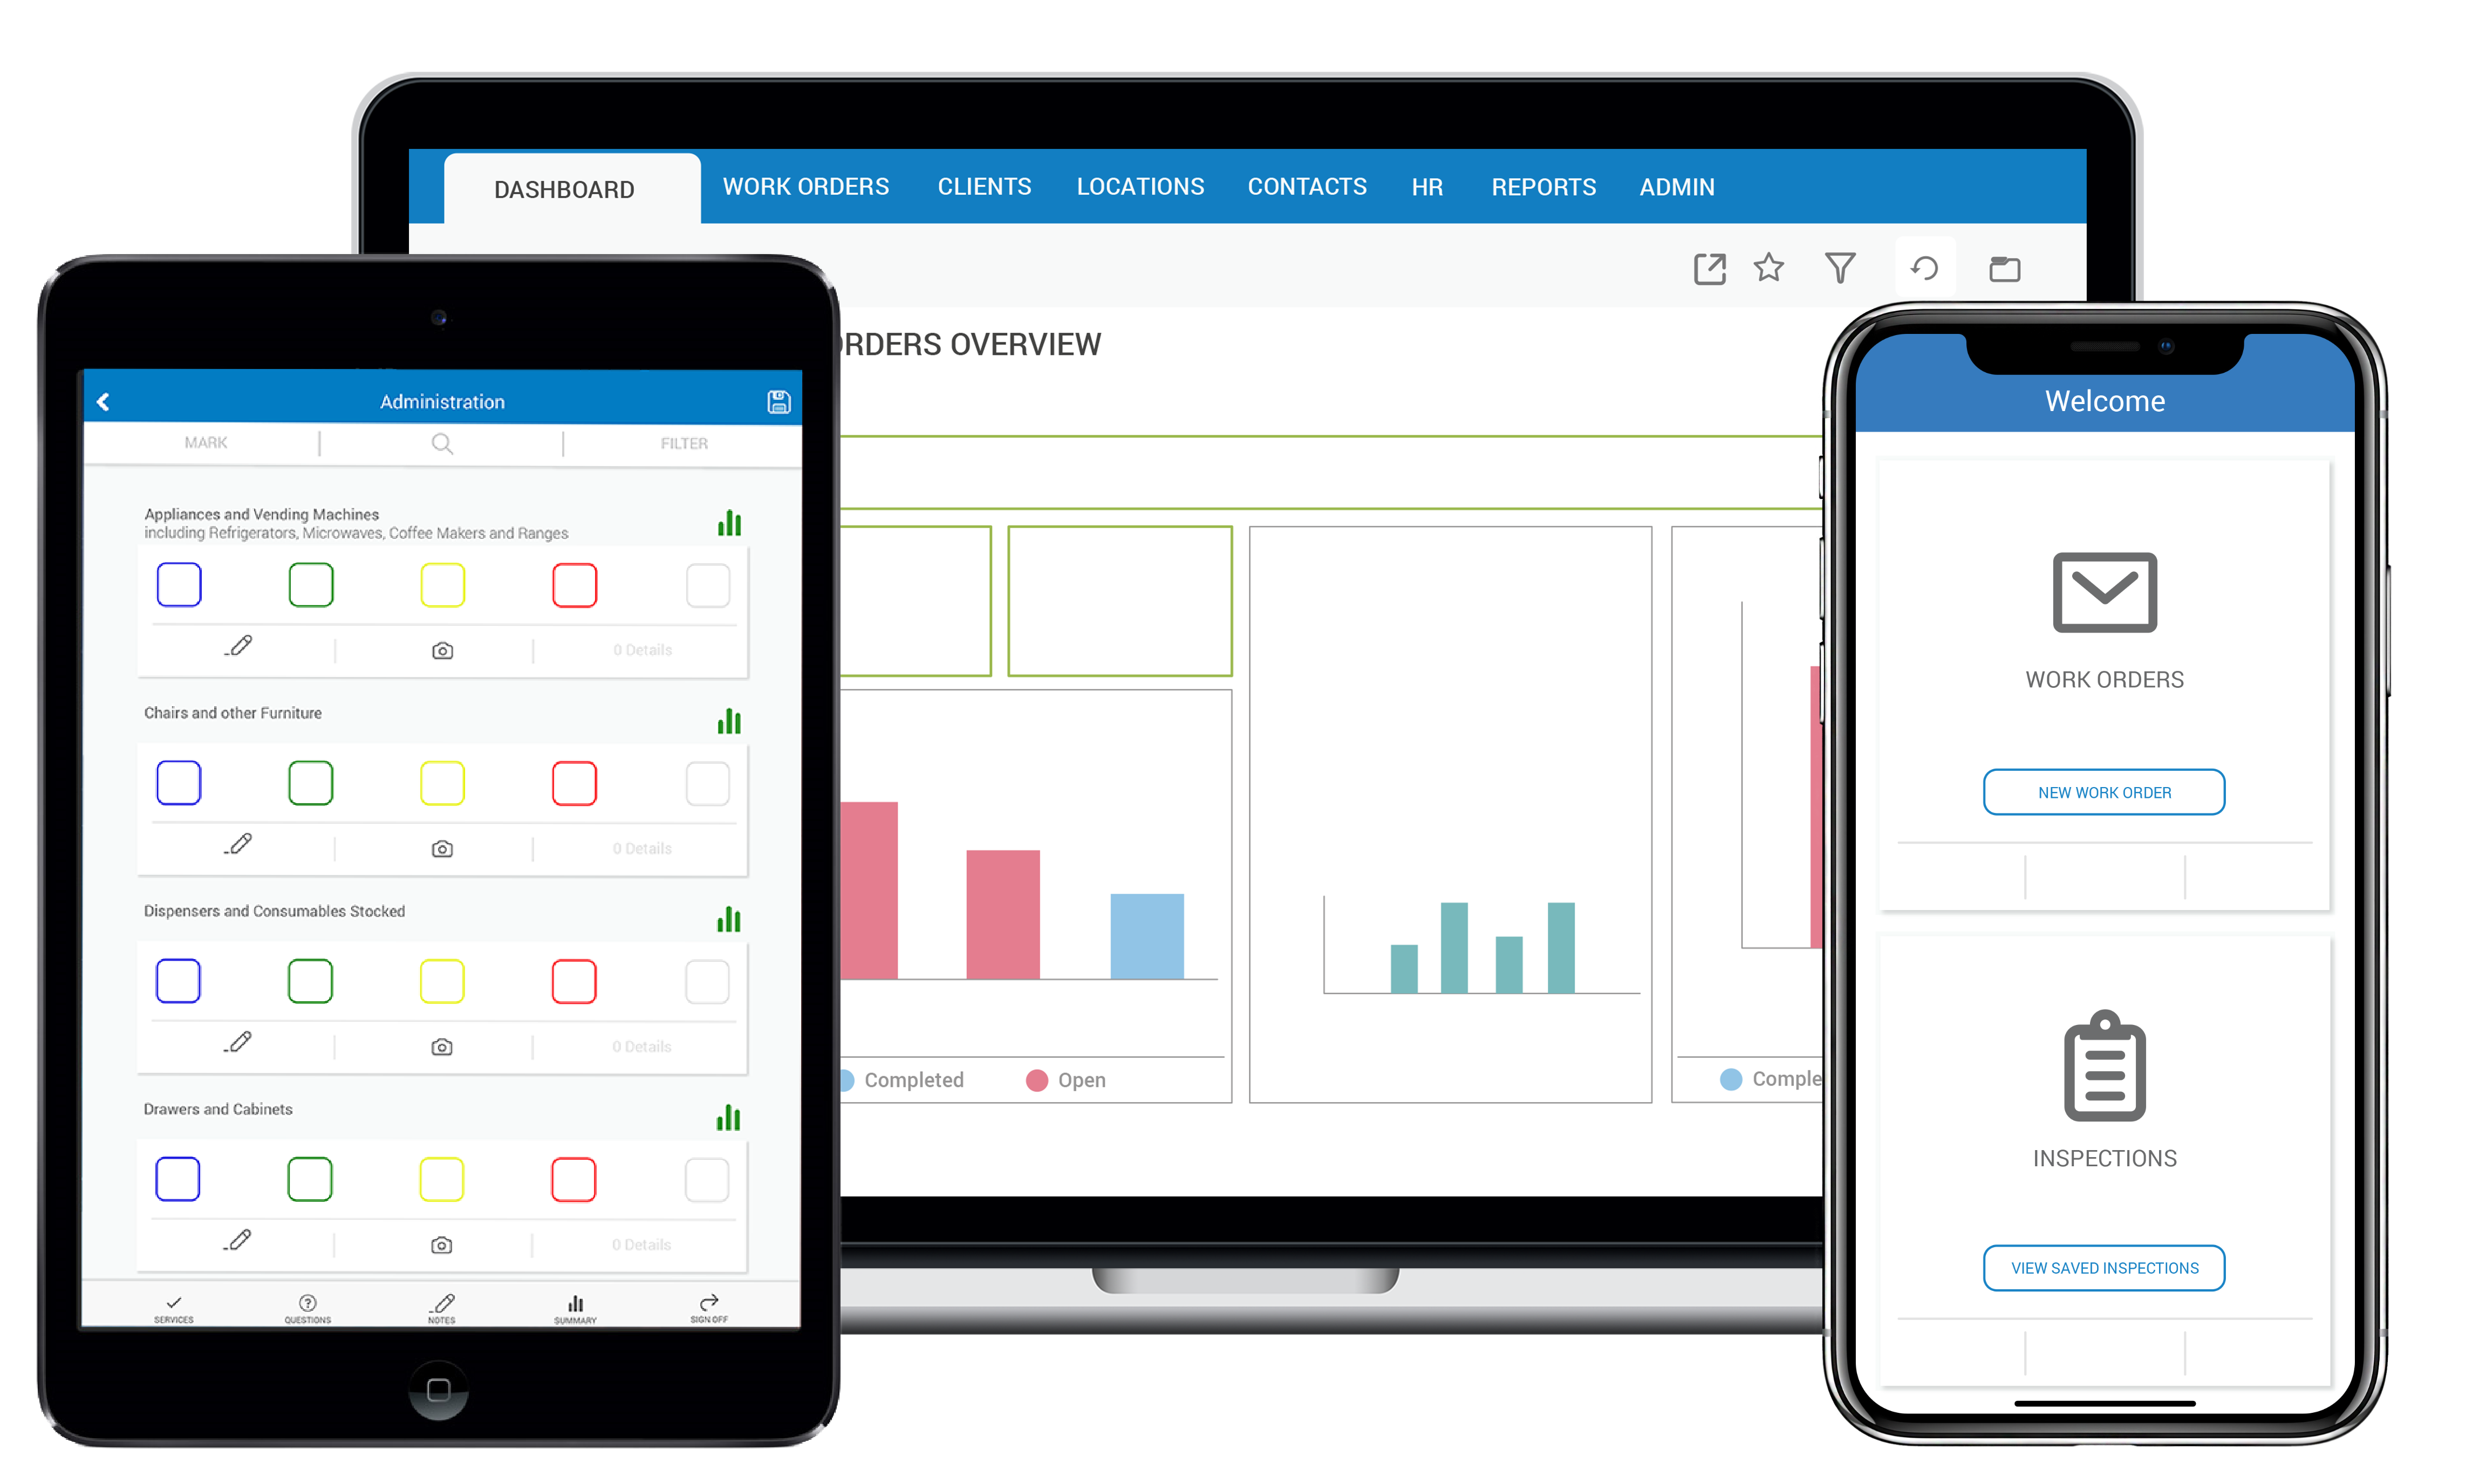 DASHBOARD WORK ORDERS CLIENTS LOCATIONS CONTACTS HR REPORTS ADMIN
RDERS OVERVIEW
Completed Open
Comple
Administration
MARK FILTER
Appliances and Vending Machines
including Refrigerators, Microwaves, Coffee Makers and Ranges
0 Details
Chairs and other Furniture
0 Details
Dispensers and Consumables Stocked
0 Details
Drawers and Cabinets
0 Details
SERVICES QUESTIONS NOTES SUMMARY SIGN OFF
Welcome
WORK ORDERS
NEW WORK ORDER
INSPECTIONS
VIEW SAVED INSPECTIONS